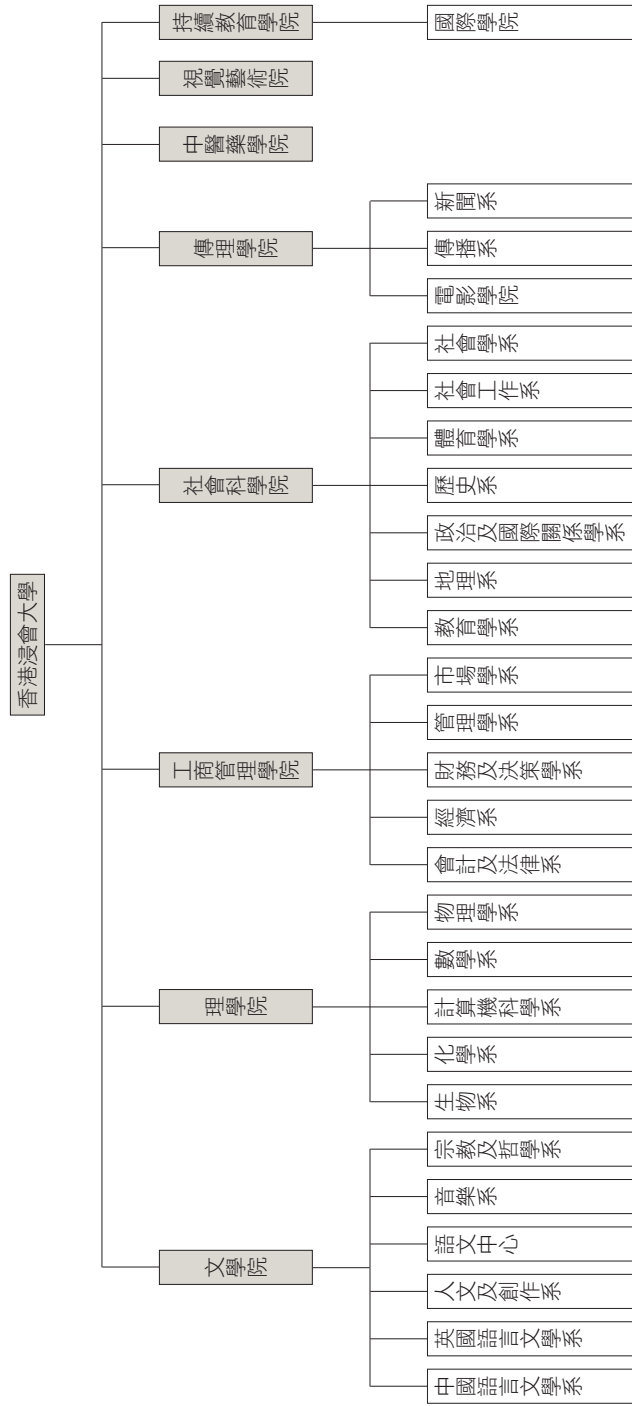 香港浸會大學
文學院
理學院
工商管理學院
社會科學院
傳理學院
中醫藥學院
視覺藝術院
持續教育學院
中國語言文學系
英國語言文學系
人文及創作系
語文中心
音樂系
宗教及哲學系
生物系
化學系
計算機科學系
數學系
物理學系
會計及法律系
經濟系
財務及決策學系
管理學系
市場學系
教育學系
地理系
政治及國際關係學系
歷史系
體育學系
社會工作系
社會學系
電影學院
傳播系
新聞系
國際學院